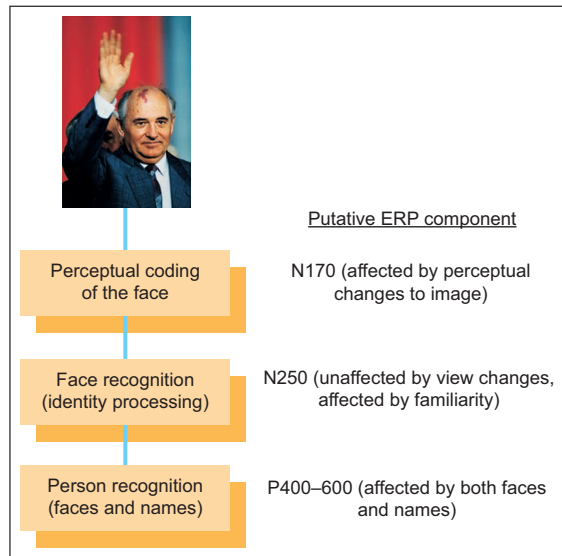 Putative ERP component
Perceptual coding
of the face
N170 (affected by perceptual
changes to image)
Face recognition
(identity processing)
N250 (unaffected by view changes,
affected by familiarity)
Person recognition
(faces and names)
P400–600 (affected by both faces
and names)